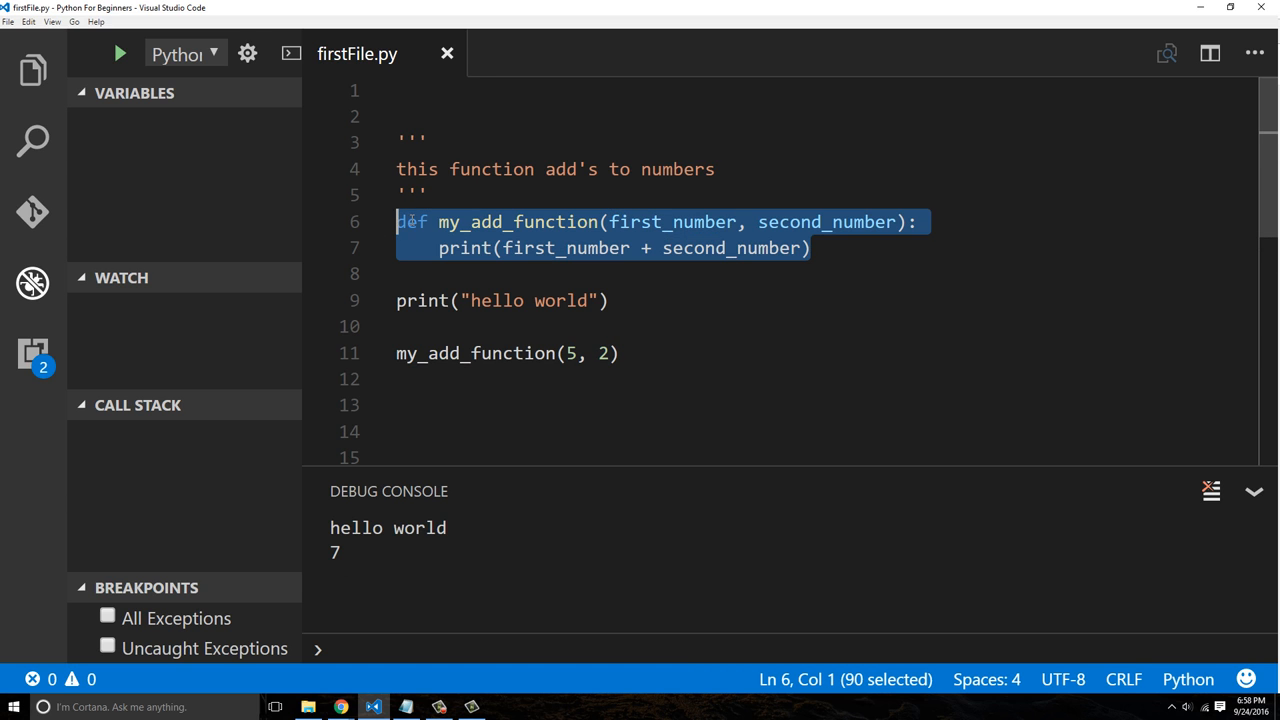 firstFile.py - Python For Beginners - Visual Studio Code
File Edit View Go Help
Python
firstFile.py
VARIABLES
WATCH
CALL STACK
BREAKPOINTS
All Exceptions
Uncaught Exceptions
1
2
3 '''
4 this function add's to numbers
5 '''
6 def my_add_function(first_number, second_number):
7 print(first_number + second_number)
8
9 print("hello world")
10
11 my_add_function(5, 2)
12
13
14
15
DEBUG CONSOLE
hello world
7
2
0 0 Ln 6, Col 1 (90 selected) Spaces: 4 UTF-8 CRLF Python
I'm Cortana. Ask me anything.
6:58 PM
9/24/2016